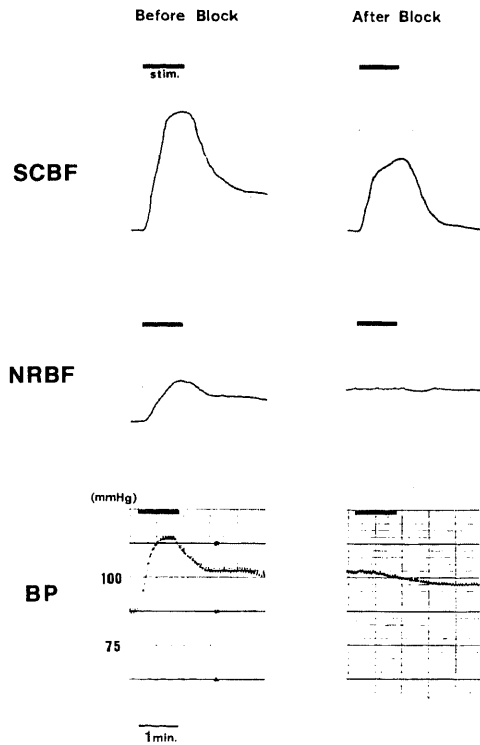 Before Block After Block
stim.
SCBF
NRBF
(mmHg)
100
BP
75
1min.